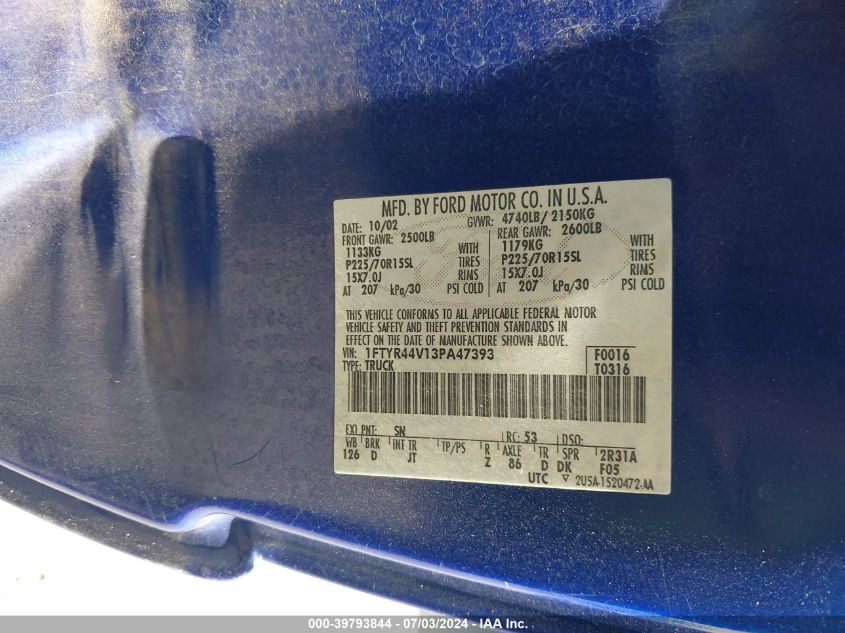 MFD. BY FORD MOTOR CO. IN U.S.A.
DATE: 10/02 GVWR: 4740LB/ 2150KG
FRONT GAWR: 2500LB REAR GAWR: 2600LB
1133KG WITH 1179KG WITH
P225/70R15SL TIRES P225/70R15SL TIRES
15X7.0J RIMS 15X7.0J RIMS
AT 207 kPa/30 PSI COLD AT 207 kPa/30 PSI COLD
THIS VEHICLE CONFORMS TO ALL APPLICABLE FEDERAL MOTOR
VEHICLE SAFETY AND THEFT PREVENTION STANDARDS IN
EFFECT ON THE DATE OF MANUFACTURE SHOWN ABOVE.
VIN: 1FTYR44V13PA47393 F0016
TYPE: TRUCK T0316
EXT PNT: SN RC: 53 DSO:
WB BRK INT TR TP/PS R AXLE TR SPR 2R31A
126 D JT Z 86 D DK F05
UTC ▽ 2USA-1520472-AA
000-39793844 / 07/03/2024 - IAA Inc.